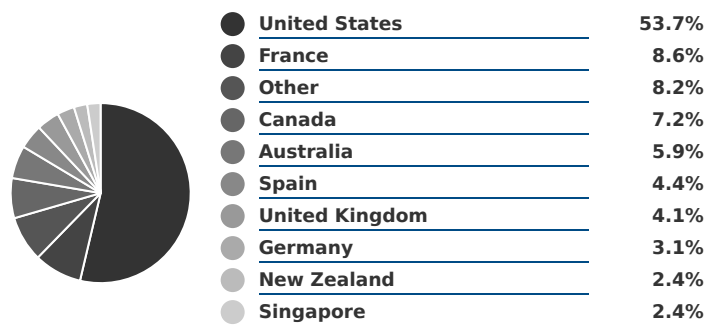 United States 53.7%
France 8.6%
Other 8.2%
Canada 7.2%
Australia 5.9%
Spain 4.4%
United Kingdom 4.1%
Germany 3.1%
New Zealand 2.4%
Singapore 2.4%